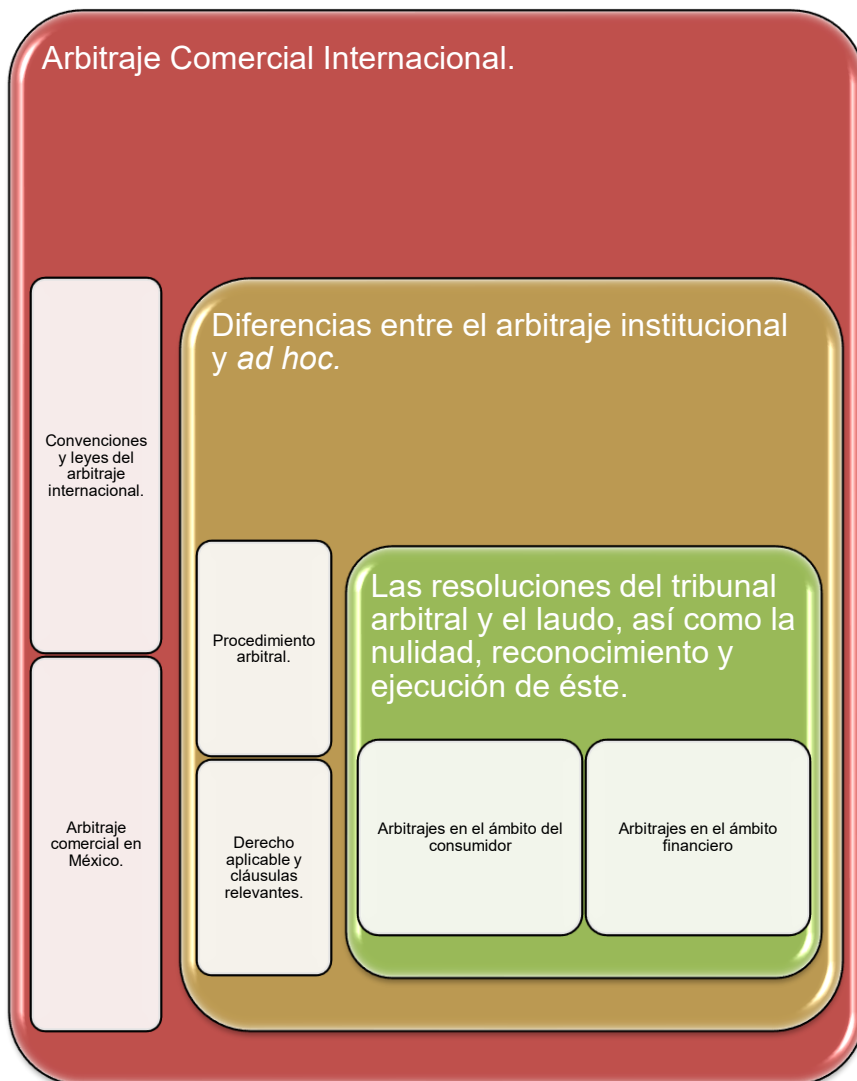 Arbitraje Comercial Internacional.
Convenciones
y leyes del
arbitraje
internacional.
Arbitraje
comercial en
México.
Diferencias entre el arbitraje institucional
y ad hoc.
Procedimiento
arbitral.
Derecho
aplicable y
cláusulas
relevantes.
Las resoluciones del tribunal
arbitral y el laudo, así como la
nulidad, reconocimiento y
ejecución de éste.
Arbitrajes en el ámbito del
consumidor
Arbitrajes en el ámbito
financiero